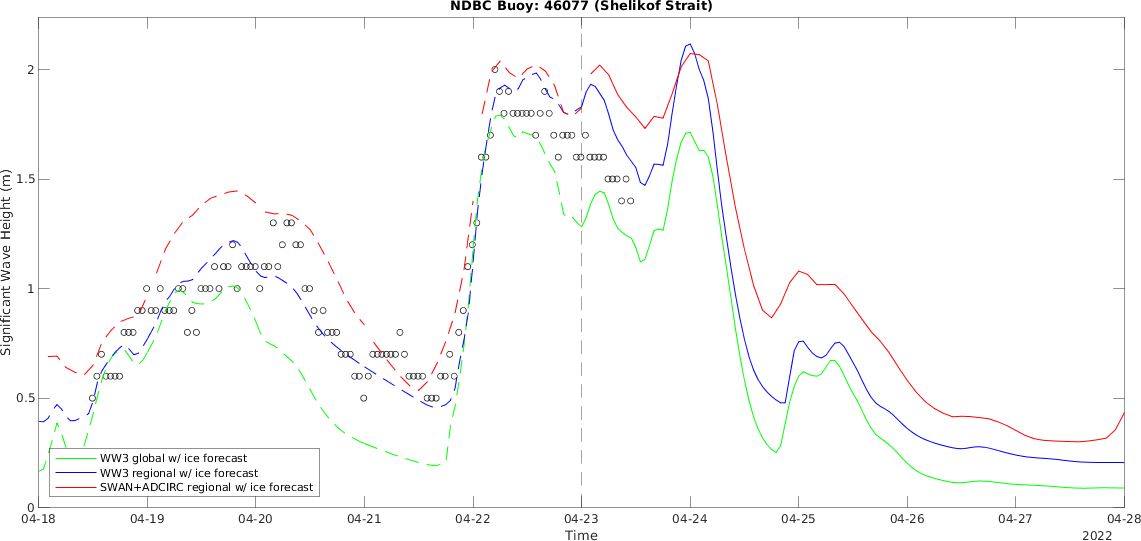 NDBC Buoy: 46077 (Shelikof Strait)
Significant Wave Height (m)
2
1.5
1
0.5
0
WW3 global w/ ice forecast
WW3 regional w/ ice forecast
SWAN+ADCIRC regional w/ ice forecast
04-18 04-19 04-20 04-21 04-22 04-23 04-24 04-25 04-26 04-27 04-28
Time
2022